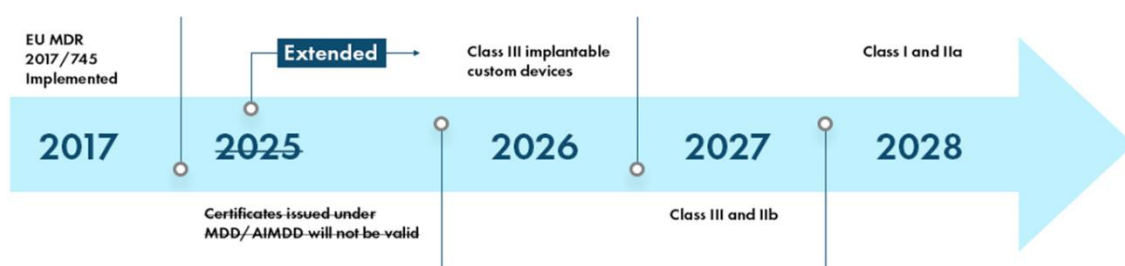 EU MDR
2017/745
Implemented
Extended
Class III implantable
custom devices
Class I and IIa
2017
2025
2026
2027
2028
Certificates issued under
MDD/AIMDD will not be valid
Class III and IIb